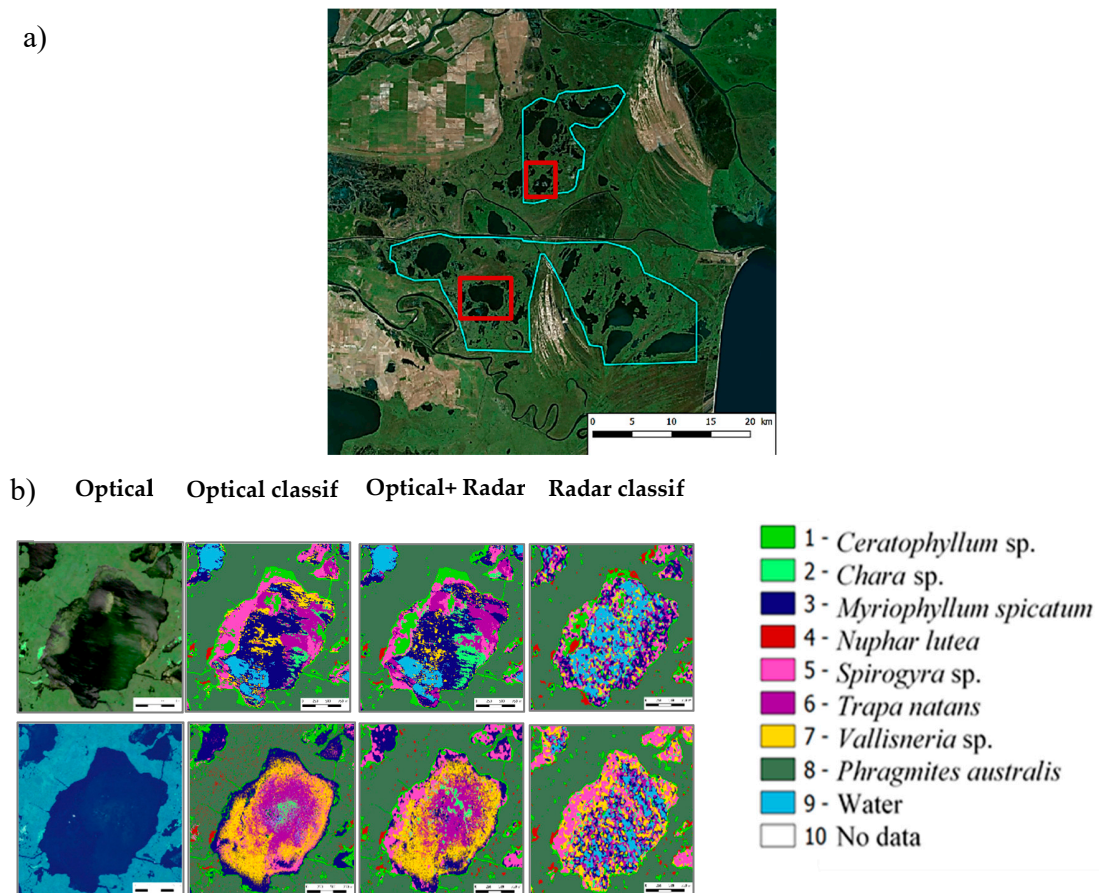 a)
0 5 10 15 20 km
b) Optical Optical classif Optical+ Radar Radar classif
1 - Ceratophyllum sp.
2 - Chara sp.
3 - Myriophyllum spicatum
4 - Nuphar lutea
5 - Spirogyra sp.
6 - Trapa natans
7 - Vallisneria sp.
8 - Phragmites australis
9 - Water
10 No data